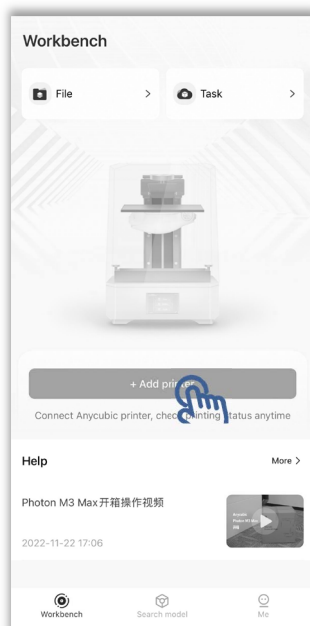 Workbench
File > Task >
+ Add printer
Connect Anycubic printer, check printing status anytime
Help More >
Photon M3 Max开箱操作视频
2022-11-22 17:06
Workbench Search model Me